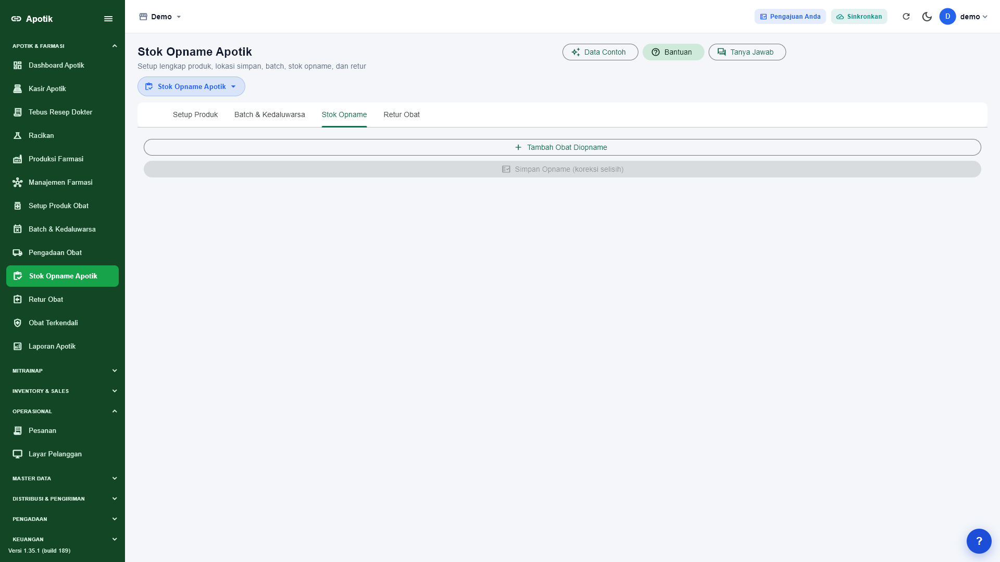 Apotik
APOTIK & FARMASI
Dashboard Apotik
Kasir Apotik
Tebus Resep Dokter
Racikan
Produksi Farmasi
Manajemen Farmasi
Setup Produk Obat
Batch & Kedaluwarsa
Pengadaan Obat
Stok Opname Apotik
Retur Obat
Obat Terkendali
Laporan Apotik
MITRAINAP
INVENTORY & SALES
OPERASIONAL
Pesanan
Layar Pelanggan
MASTER DATA
DISTRIBUSI & PENGIRIMAN
PENGADAAN
KEUANGAN
Versi 1.35.1 (build 189)
Demo
Pengajuan Anda
Sinkronkan
D
demo
Stok Opname Apotik
Setup lengkap produk, lokasi simpan, batch, stok opname, dan retur
Data Contoh
Bantuan
Tanya Jawab
Stok Opname Apotik
Setup Produk
Batch & Kedaluwarsa
Stok Opname
Retur Obat
Tambah Obat Diopname
Simpan Opname (koreksi selisih)
?